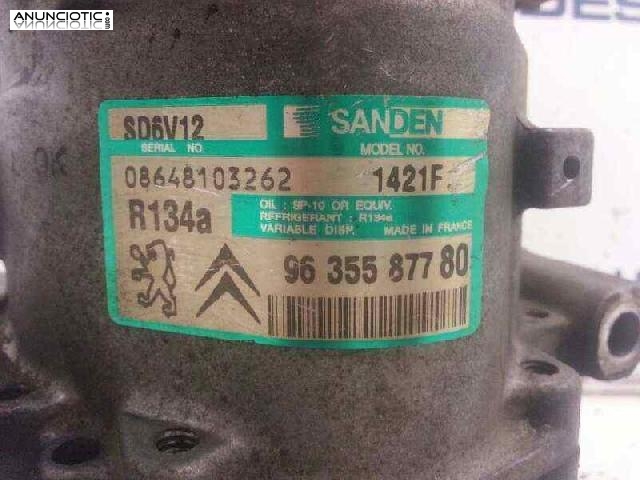 ANUNCIOTIC.com
SD6V12
SANDEN
SERIAL NO.
MODEL NO.
08648103262
1421F
R134a
OIL : SP-10 OR EQUIV.
REFRIGERANT : R134a
VARIABLE DISP. MADE IN FRANCE
96 355 877 80